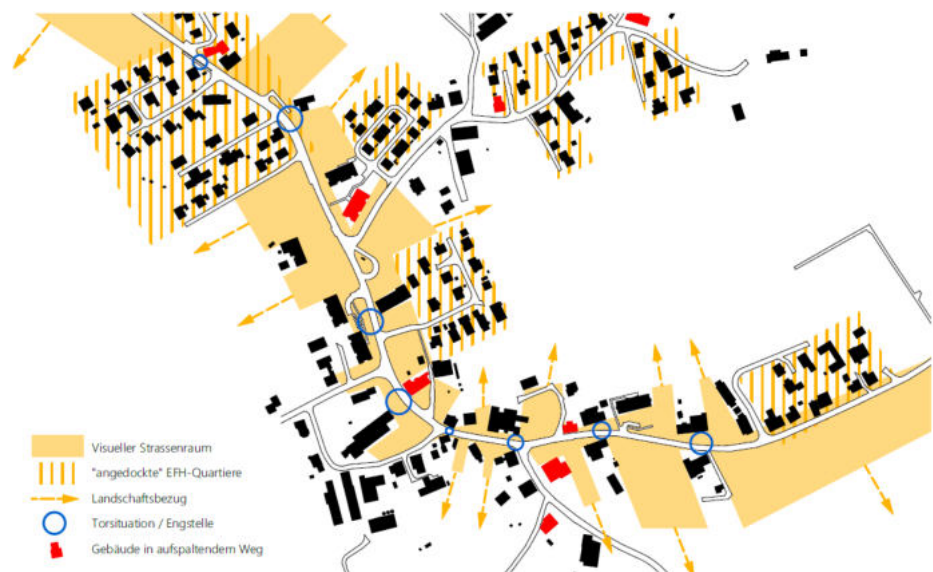 Visueller Strassenraum
"angedockte" EFH-Quartiere
Landschaftsbezug
Torsituation / Engstelle
Gebäude in aufspaltendem Weg